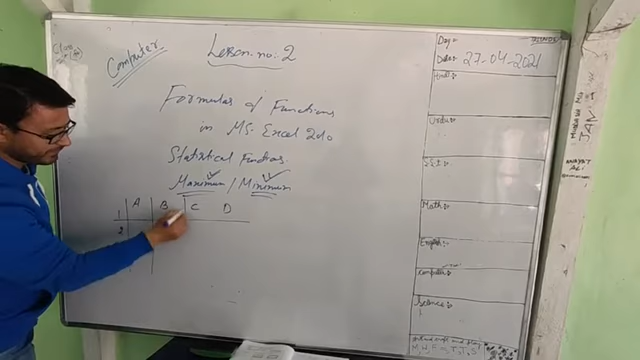 Computer
Lesson no. 2
Formulas & Functions
in MS. Excel 2010
Statistical Functions
Maximum / Minimum
A B C D
1
2
Day:-
Date:- 27-04-2021
Hindi:-
Urdu:-
Math:-
English:-
Computer:-
Science:-